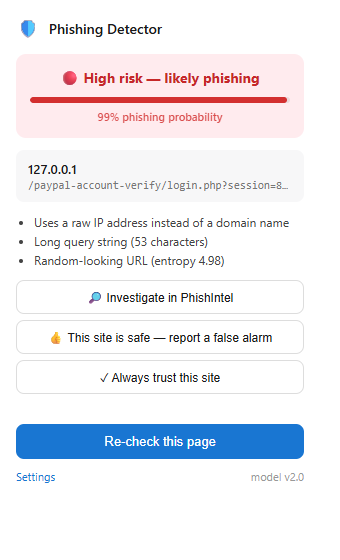 Phishing Detector
High risk — likely phishing
99% phishing probability
127.0.0.1
/paypal-account-verify/login.php?session=8…
• Uses a raw IP address instead of a domain name
• Long query string (53 characters)
• Random-looking URL (entropy 4.98)
🔎 Investigate in PhishIntel
👍 This site is safe — report a false alarm
✓ Always trust this site
Re-check this page
Settings
model v2.0